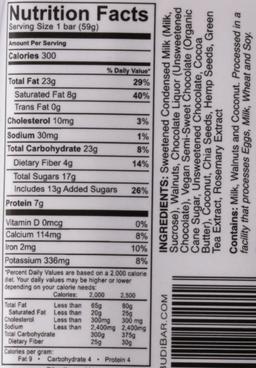 Nutrition Facts
Serving Size 1 bar (59g)
Amount Per Serving
Calories 300
% Daily Value*
Total Fat 23g 29%
Saturated Fat 8g 40%
Trans Fat 0g
Cholesterol 10mg 3%
Sodium 30mg 1%
Total Carbohydrate 23g 8%
Dietary Fiber 4g 14%
Total Sugars 17g
Includes 13g Added Sugars 26%
Protein 7g
Vitamin D 0mcg 0%
Calcium 114mg 8%
Iron 2mg 10%
Potassium 336mg 8%
*Percent Daily Values are based on a 2,000 calorie
diet. Your daily values may be higher or lower
depending on your calorie needs:
Calories: 2,000 2,500
Total Fat Less than 65g 80g
Saturated Fat Less than 20g 25g
Cholesterol Less than 300mg 300 mg
Sodium Less than 2,400mg 2,400mg
Total Carbohydrate 300g 375g
Dietary Fiber 25g 30g
Calories per gram:
Fat 9 • Carbohydrate 4 • Protein 4
INGREDIENTS: Sweetened Condensed Milk (Milk,
Sucrose), Walnuts, Chocolate Liquor (Unsweetened
Chocolate), Vegan Semi-Sweet Chocolate (Organic
Cane Sugar, Unsweetened Chocolate, Cocoa
Butter), Coconut, Chia Seeds, Hemp Seeds, Green
Tea Extract, Rosemary Extract
Contains: Milk, Walnuts and Coconut. Processed in a
facility that processes Eggs, Milk, Wheat and Soy.
UDIBAR.COM